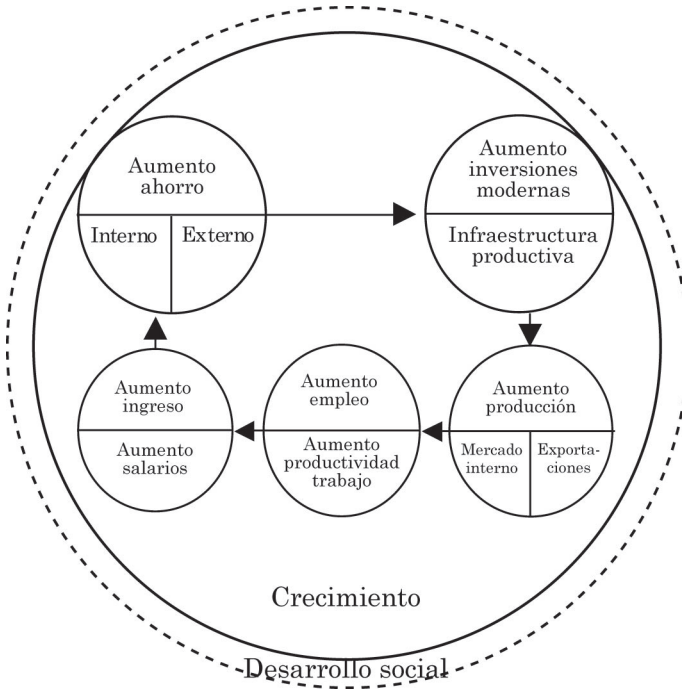 Aumento
ahorro
Interno
Externo
Aumento
inversiones
modernas
Infraestructura
productiva
Aumento
ingreso
Aumento
salarios
Aumento
empleo
Aumento
productividad
trabajo
Aumento
producción
Mercado
interno
Exporta-
ciones
Crecimiento
Desarrollo social